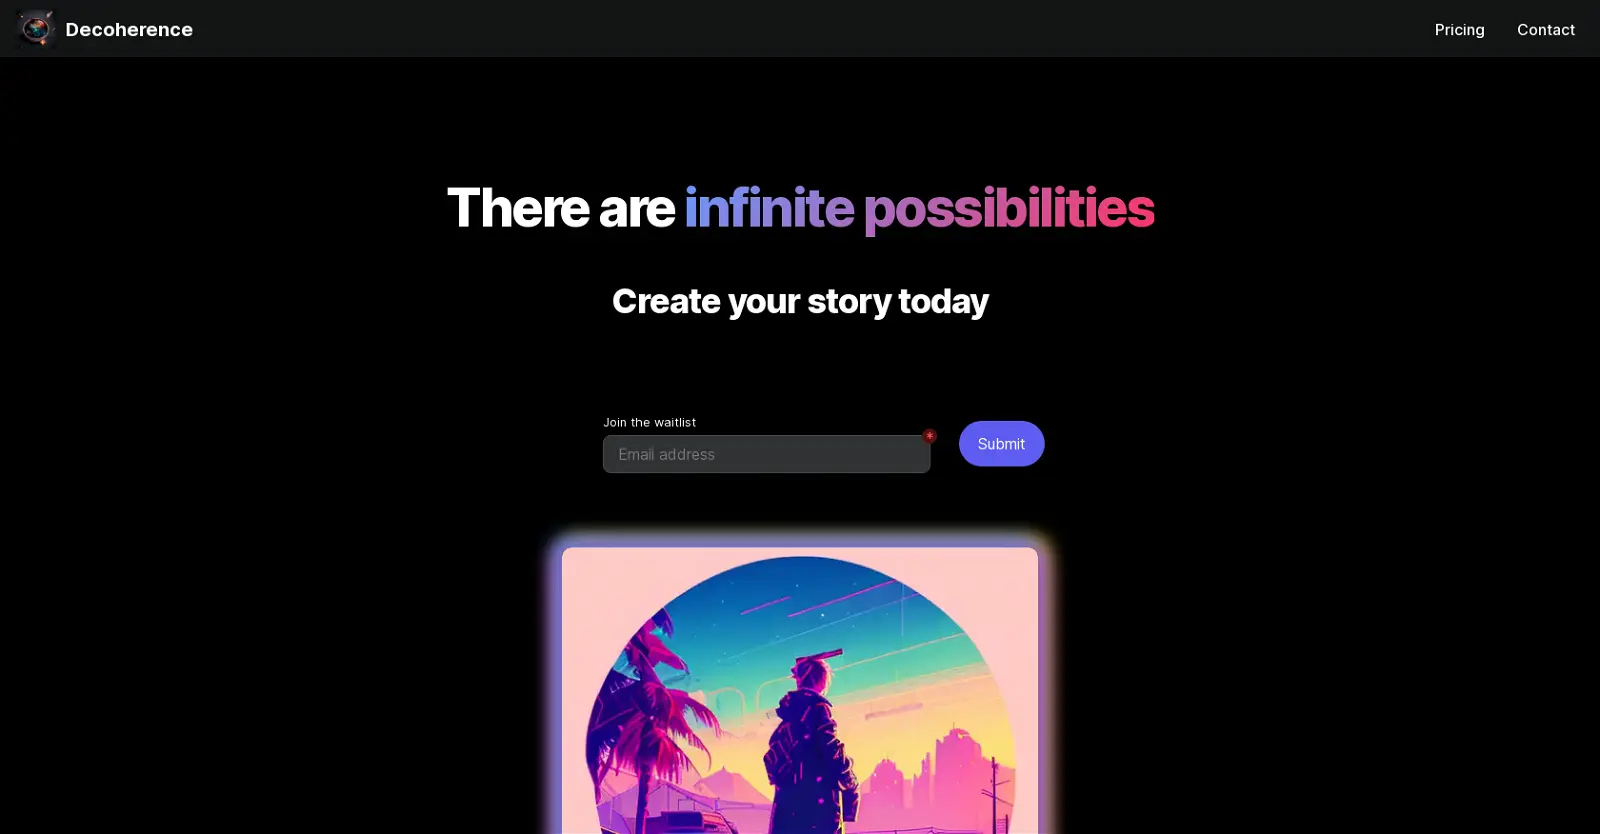 Decoherence
Pricing
Contact
There are infinite possibilities
Create your story today
Join the waitlist
*
Email address
Submit